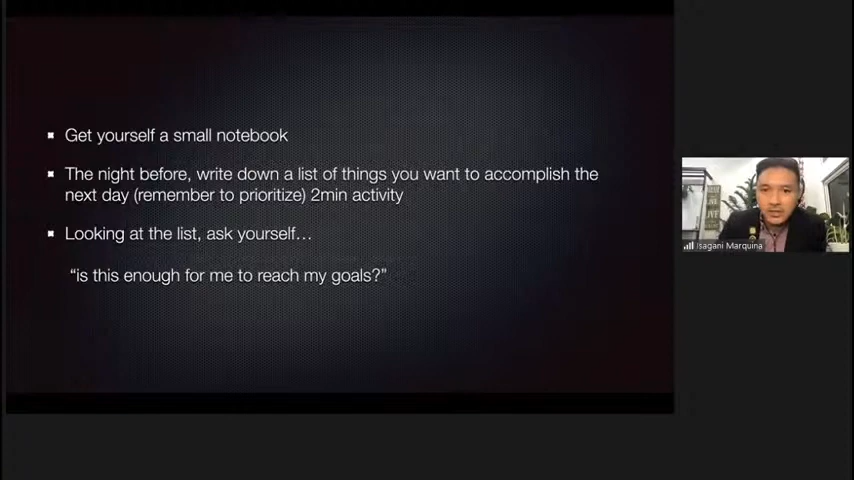 Get yourself a small notebook
The night before, write down a list of things you want to accomplish the
next day (remember to prioritize) 2min activity
Looking at the list, ask yourself…
“is this enough for me to reach my goals?”
Isagani Marquina